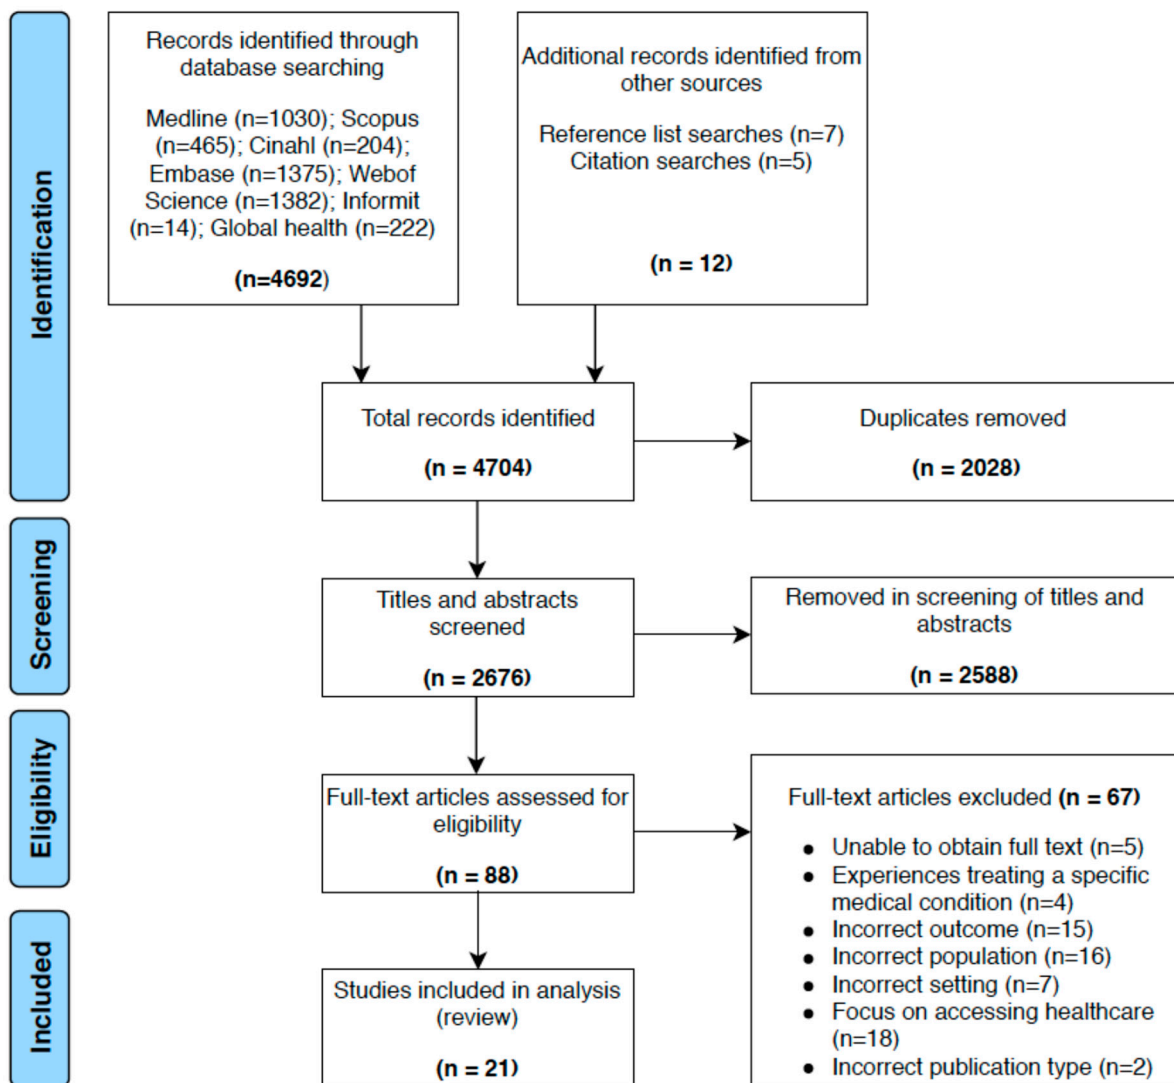 Identification
Records identified through
database searching
Medline (n=1030); Scopus
(n=465); Cinahl (n=204);
Embase (n=1375); Webof
Science (n=1382); Informit
(n=14); Global health (n=222)
(n=4692)
Additional records identified from
other sources
Reference list searches (n=7)
Citation searches (n=5)
(n = 12)
Total records identified
(n = 4704)
Duplicates removed
(n = 2028)
Screening
Titles and abstracts
screened
(n = 2676)
Removed in screening of titles and
abstracts
(n = 2588)
Eligibility
Full-text articles assessed for
eligibility
(n = 88)
Full-text articles excluded (n = 67)
● Unable to obtain full text (n=5)
● Experiences treating a specific
medical condition (n=4)
● Incorrect outcome (n=15)
● Incorrect population (n=16)
● Incorrect setting (n=7)
● Focus on accessing healthcare
(n=18)
● Incorrect publication type (n=2)
Included
Studies included in analysis
(review)
(n = 21)